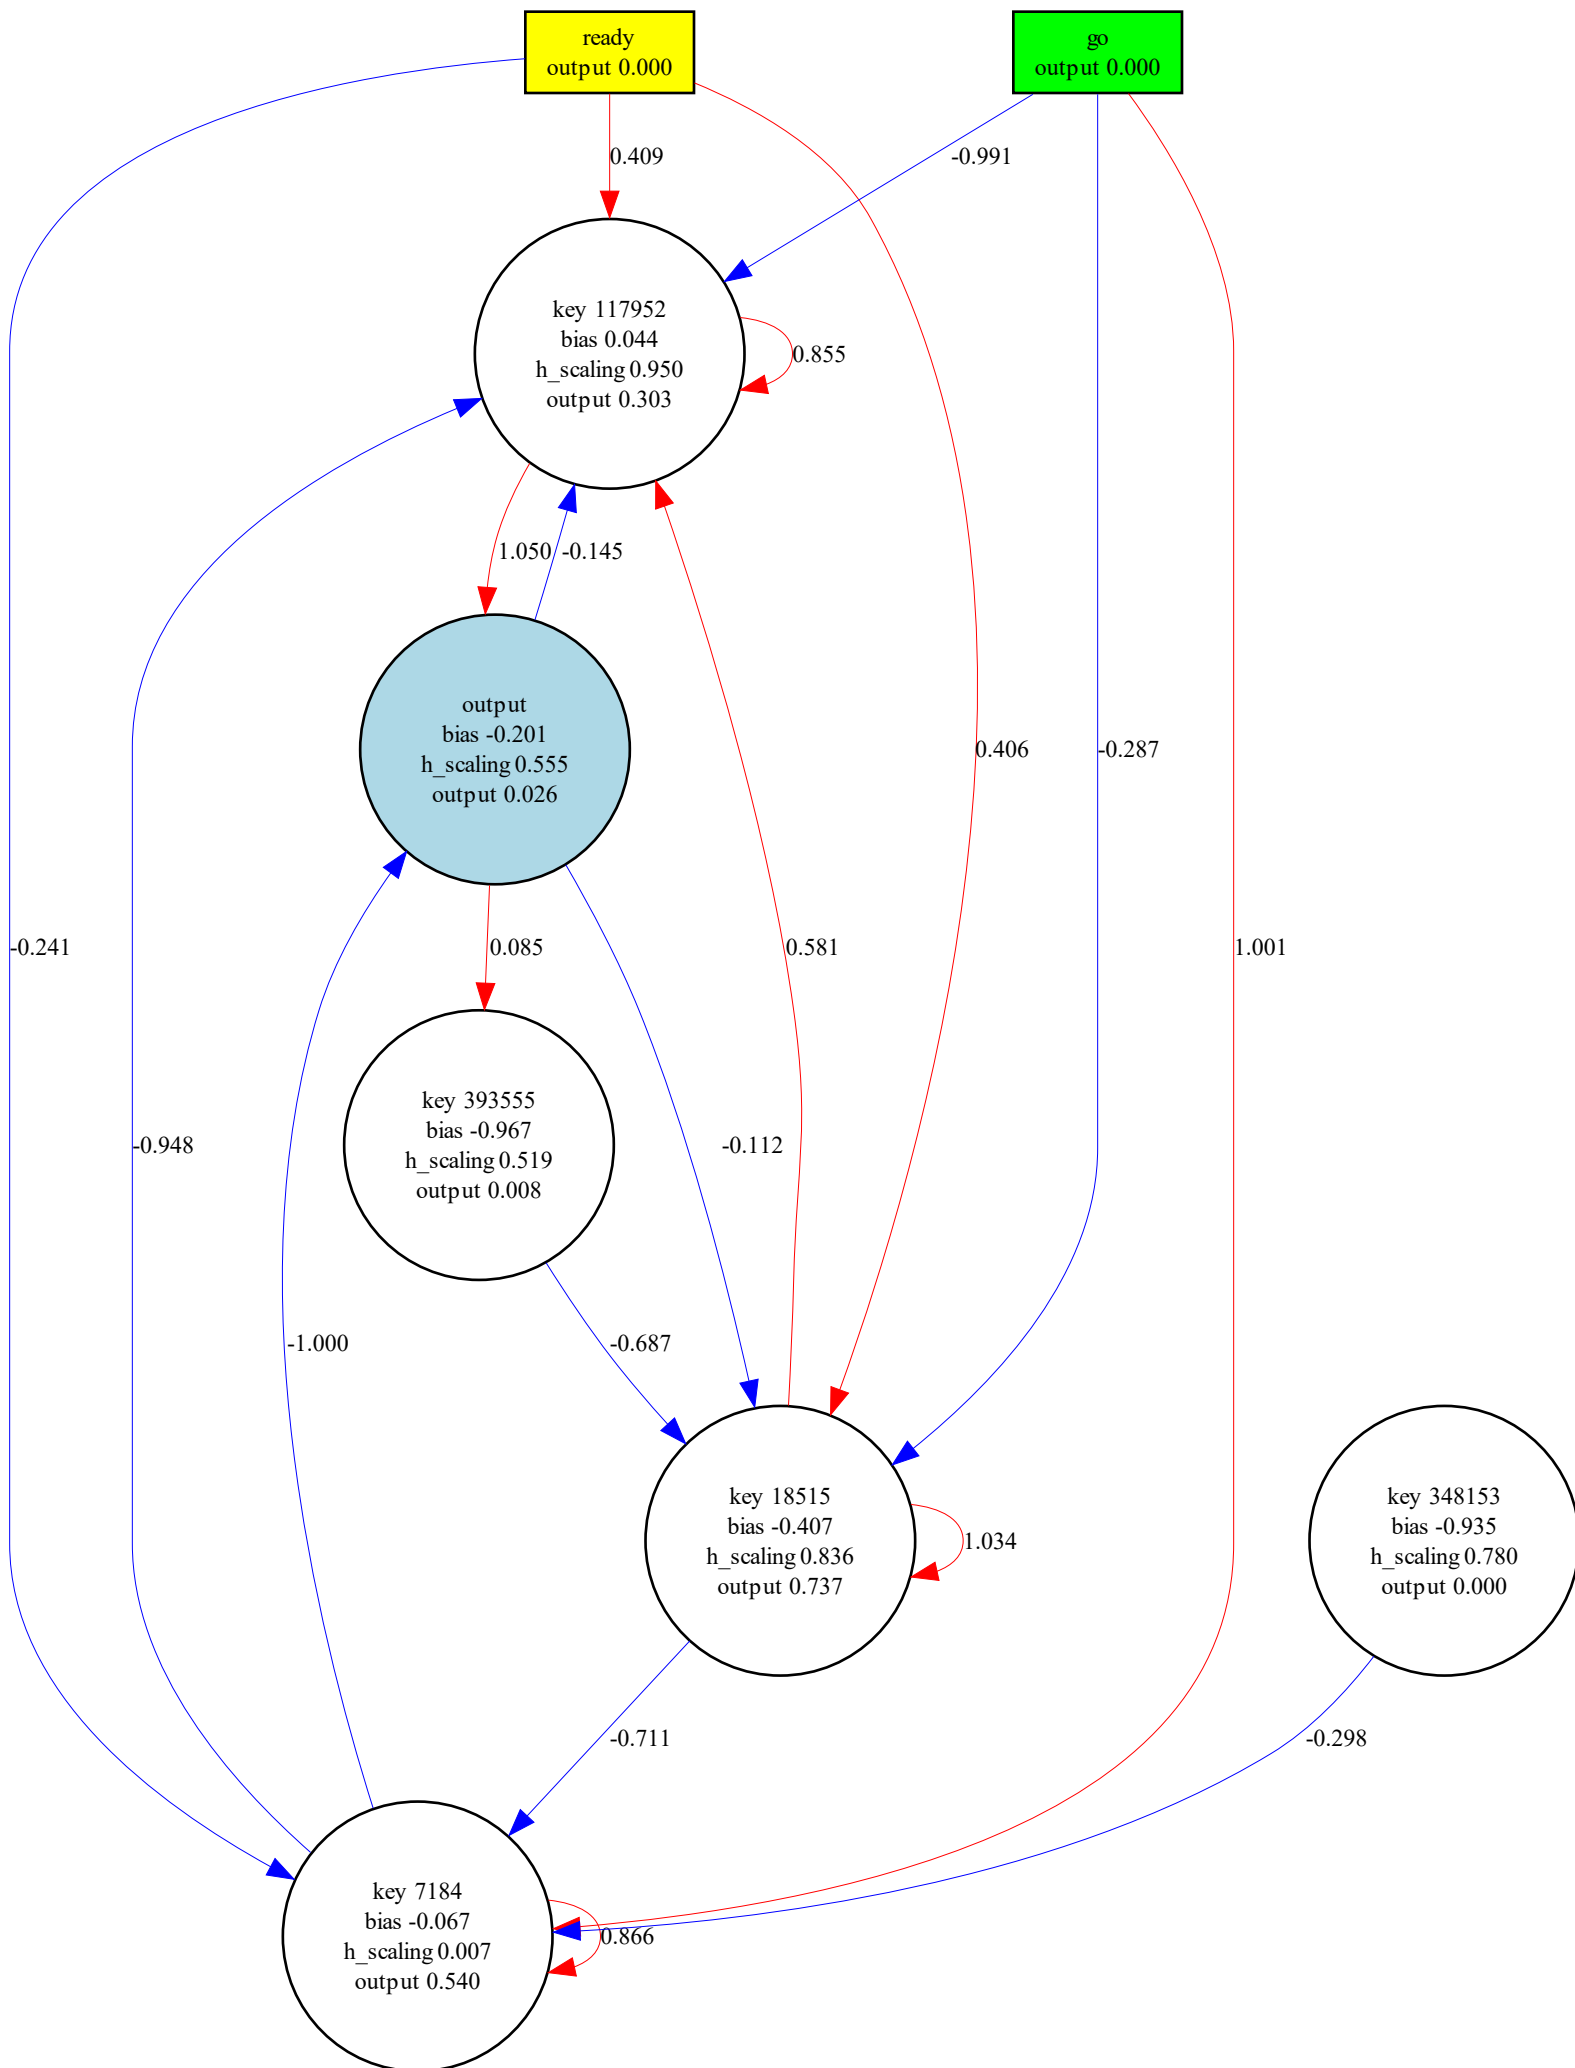 ready
output 0.000
go
output 0.000
0.409
-0.991
key 117952
bias 0.044
h_scaling 0.950
output 0.303
0.855
1.050
-0.145
output
bias -0.201
h_scaling 0.555
output 0.026
0.406
-0.287
-0.241
0.085
0.581
1.001
key 393555
bias -0.967
h_scaling 0.519
output 0.008
-0.948
-0.112
-1.000
-0.687
key 18515
bias -0.407
h_scaling 0.836
output 0.737
1.034
key 348153
bias -0.935
h_scaling 0.780
output 0.000
-0.711
-0.298
key 7184
bias -0.067
h_scaling 0.007
output 0.540
0.866